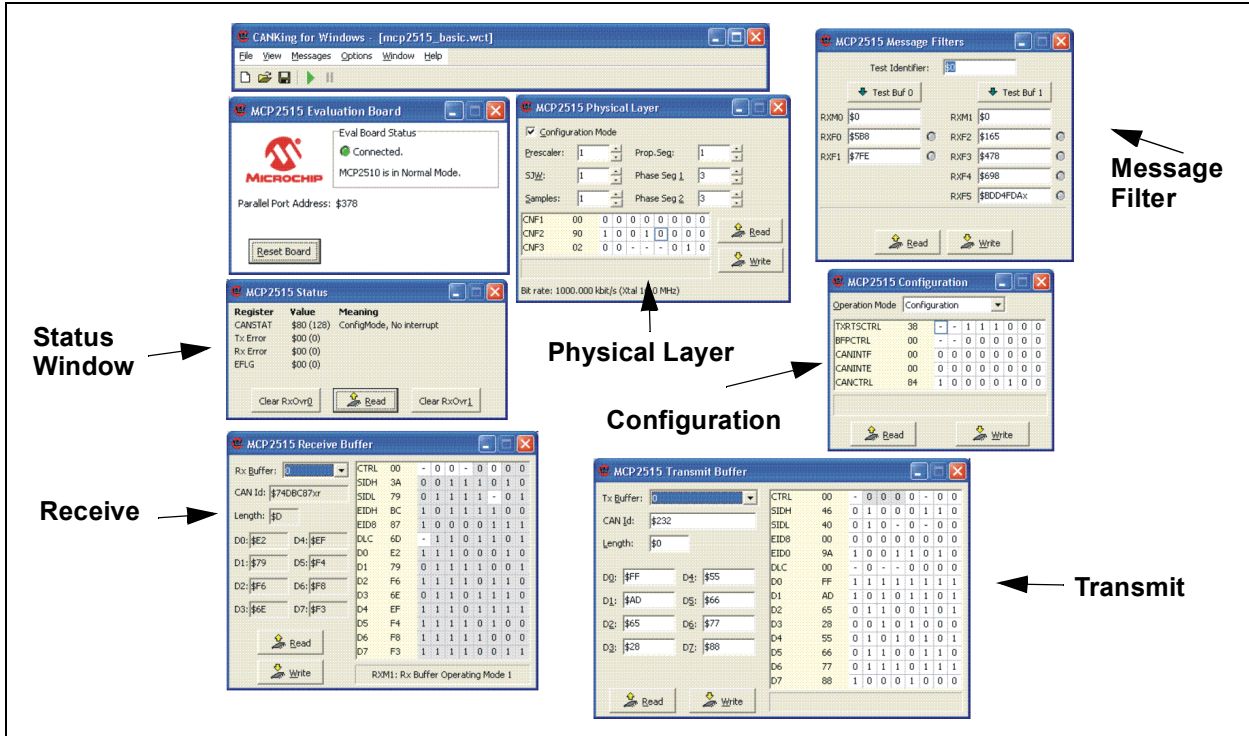 CANKing for Windows - [mcp2515_basic.wct]
File View Messages Options Window Help
MCP2515 Evaluation Board
MICROCHIP
Eval Board Status
Connected.
MCP2510 is in Normal Mode.
Parallel Port Address: $378
Reset Board
MCP2515 Physical Layer
Configuration Mode
Prescaler: 1 Prop.Seg: 1
SJW: 1 Phase Seg 1 3
Samples: 1 Phase Seg 2 3
CNF1 00 0 0 0 0 0 0 0 0
CNF2 90 1 0 0 1 0 0 0 0
CNF3 02 0 0 - - - 0 1 0
Read
Write
Bit rate: 1000.000 kbit/s (Xtal MHz)
MCP2515 Message Filters
Test Identifier: $0
Test Buf 0 Test Buf 1
RXM0 $0 RXM1 $0
RXF0 $5B8 RXF2 $165
RXF1 $7FE RXF3 $478
RXF4 $698
RXF5 $BDD4FDAx
Read Write
Message
Filter
MCP2515 Status
Register Value Meaning
CANSTAT $80 (128) ConfigMode, No interrupt
Tx Error $00 (0)
Rx Error $00 (0)
EFLG $00 (0)
Clear RxOvr0 Read Clear RxOvr1
Status
Window
Physical Layer
MCP2515 Configuration
Operation Mode Configuration
TXRTSCTRL 38 - - 1 1 1 0 0 0
BFPCTRL 00 - - 0 0 0 0 0 0
CANINTF 00 0 0 0 0 0 0 0 0
CANINTE 00 0 0 0 0 0 0 0 0
CANCTRL 84 1 0 0 0 0 1 0 0
Read Write
Configuration
MCP2515 Receive Buffer
Rx Buffer: 0
CAN Id: $74DBC87xr
Length: $D
D0: $E2 D4: $EF
D1: $79 D5: $F4
D2: $F6 D6: $F8
D3: $6E D7: $F3
Read
Write
CTRL 00 - 0 0 - 0 0 0 0
SIDH 3A 0 0 1 1 1 0 1 0
SIDL 79 0 1 1 1 1 - 0 1
EIDH BC 1 0 1 1 1 1 0 0
EID8 87 1 0 0 0 0 1 1 1
DLC 6D - 1 1 0 1 1 0 1
D0 E2 1 1 1 0 0 0 1 0
D1 79 0 1 1 1 1 0 0 1
D2 F6 1 1 1 1 0 1 1 0
D3 6E 0 1 1 0 1 1 1 0
D4 EF 1 1 1 0 1 1 1 1
D5 F4 1 1 1 1 0 1 0 0
D6 F8 1 1 1 1 1 0 0 0
D7 F3 1 1 1 1 0 0 1 1
RXM1: Rx Buffer Operating Mode 1
Receive
MCP2515 Transmit Buffer
Tx Buffer: 0
CAN Id: $232
Length: $0
D0: $FF D4: $55
D1: $AD D5: $66
D2: $65 D6: $77
D3: $28 D7: $88
Read Write
CTRL 00 - 0 0 0 0 - 0 0
SIDH 46 0 1 0 0 0 1 1 0
SIDL 40 0 1 0 - 0 - 0 0
EID8 00 0 0 0 0 0 0 0 0
EID0 9A 1 0 0 1 1 0 1 0
DLC 00 - 0 - - 0 0 0 0
D0 FF 1 1 1 1 1 1 1 1
D1 AD 1 0 1 0 1 1 0 1
D2 65 0 1 1 0 0 1 0 1
D3 28 0 0 1 0 1 0 0 0
D4 55 0 1 0 1 0 1 0 1
D5 66 0 1 1 0 0 1 1 0
D6 77 0 1 1 1 0 1 1 1
D7 88 1 0 0 0 1 0 0 0
Transmit